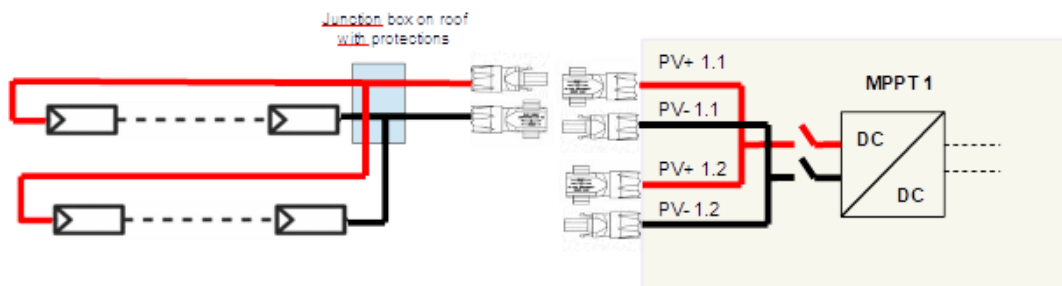 Junction box on roof
with protections
PV+ 1.1
PV- 1.1
PV+ 1.2
PV- 1.2
MPPT 1
DC
DC